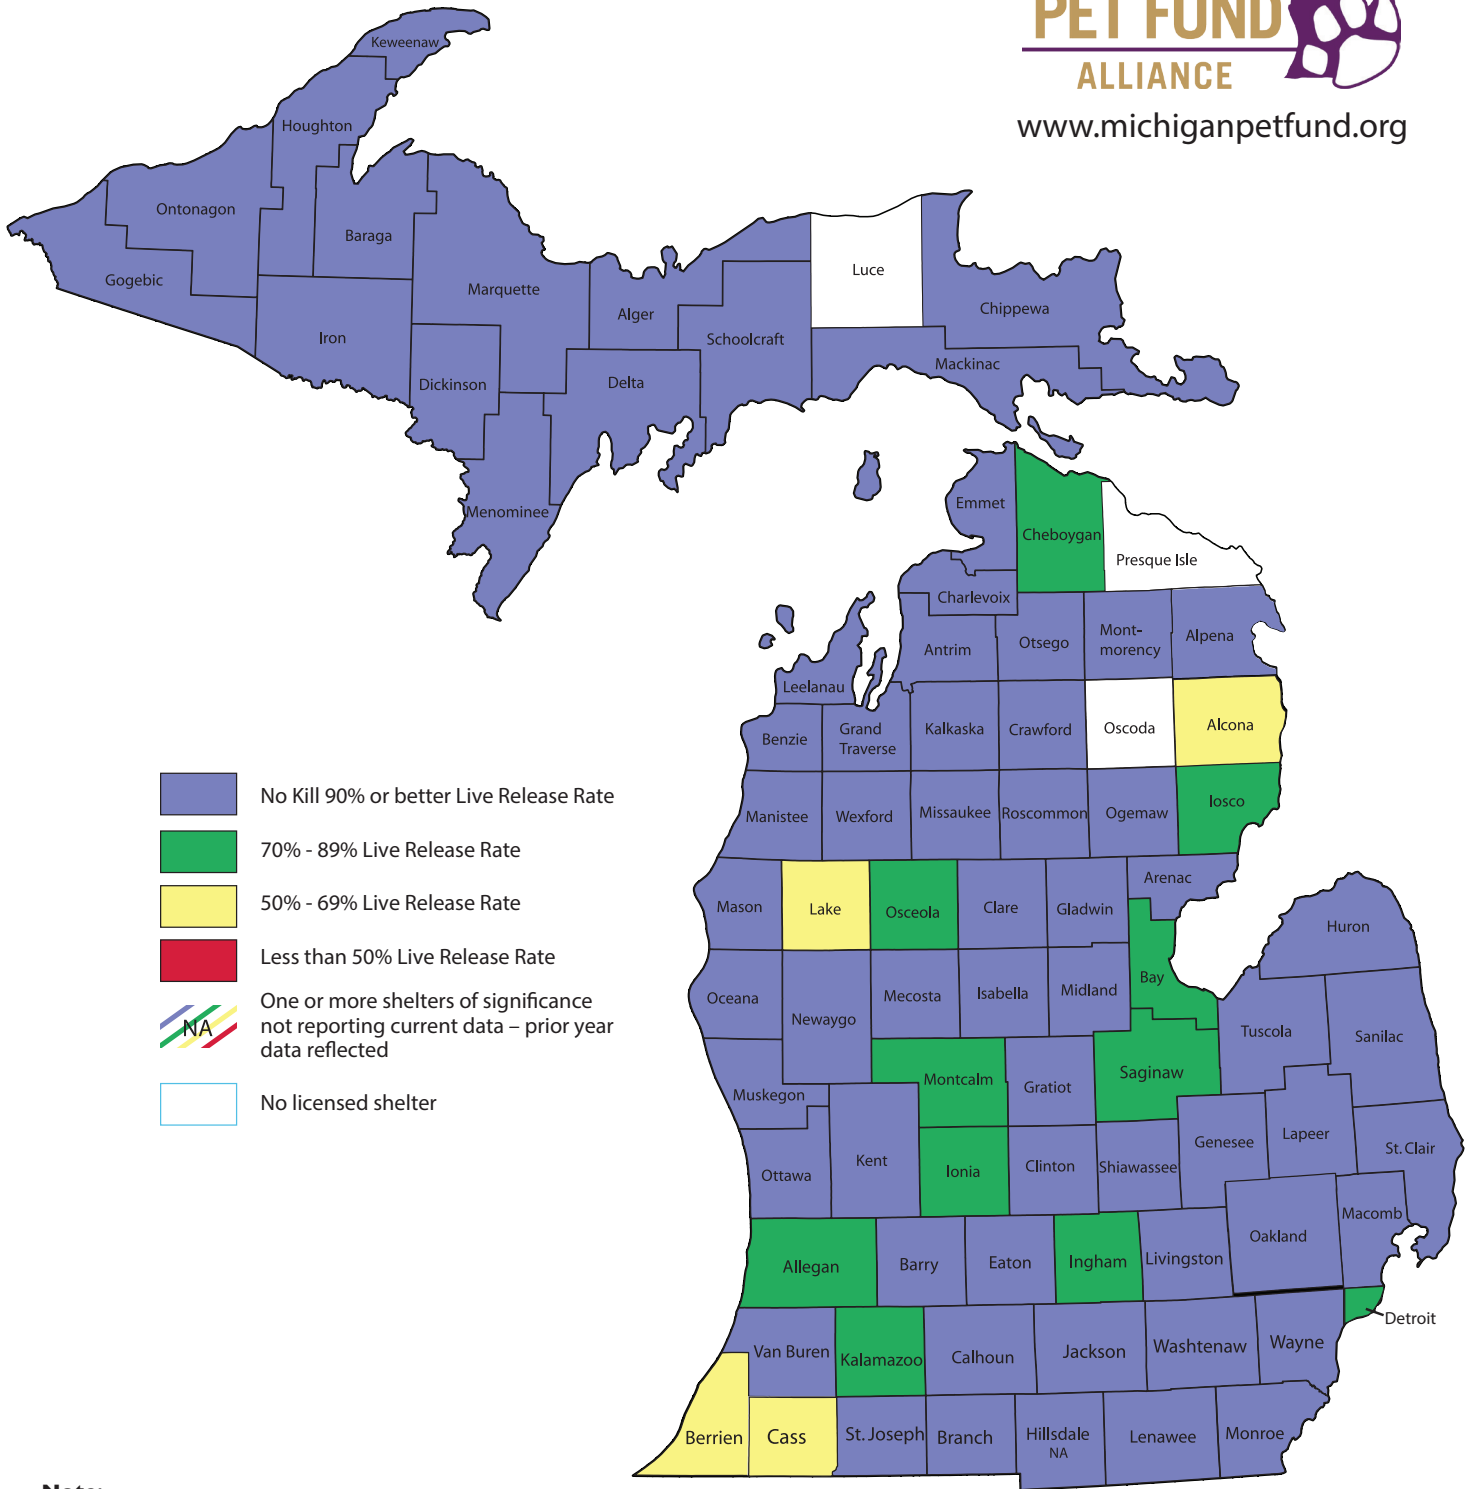 PET FUND
ALLIANCE
www.michiganpetfund.org
Keweenaw
Houghton
Ontonagon
Baraga
Gogebic
Marquette
Luce
Chippewa
Alger
Iron
Schoolcraft
Mackinac
Dickinson
Delta
Menominee
Emmet
Cheboygan
Presque Isle
Charlevoix
Antrim
Otsego
Mont-
morency
Alpena
Leelanau
Benzie
Grand
Traverse
Kalkaska
Crawford
Oscoda
Alcona
Manistee
Wexford
Missaukee
Roscommon
Ogemaw
Iosco
No Kill 90% or better Live Release Rate
70% - 89% Live Release Rate
50% - 69% Live Release Rate
Less than 50% Live Release Rate
NA
One or more shelters of significance
not reporting current data – prior year
data reflected
No licensed shelter
Mason
Lake
Osceola
Clare
Gladwin
Arenac
Huron
Oceana
Newaygo
Mecosta
Isabella
Midland
Bay
Tuscola
Sanilac
Muskegon
Montcalm
Gratiot
Saginaw
Ottawa
Kent
Ionia
Clinton
Shiawassee
Genesee
Lapeer
St. Clair
Allegan
Barry
Eaton
Ingham
Livingston
Oakland
Macomb
Detroit
Van Buren
Kalamazoo
Calhoun
Jackson
Washtenaw
Wayne
Berrien
Cass
St. Joseph
Branch
Hillsdale
NA
Lenawee
Monroe